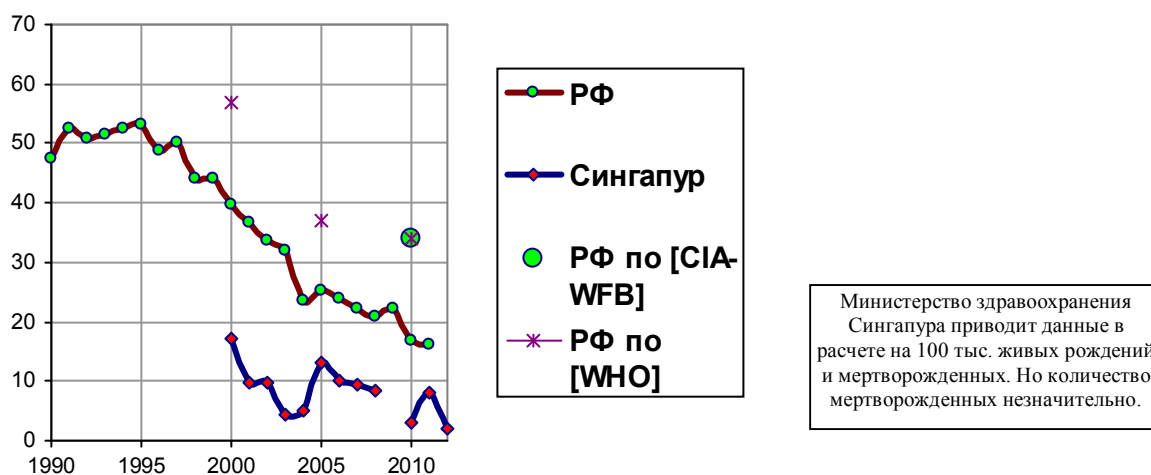 70
60
50
40
30
20
10
0
1990 1995 2000 2005 2010
РФ
Сингапур
РФ по [CIA-
WFB]
РФ по
[WHO]
Министерство здравоохранения
Сингапура приводит данные в
расчете на 100 тыс. живых рождений
и мертворожденных. Но количество
мертворожденных незначительно.